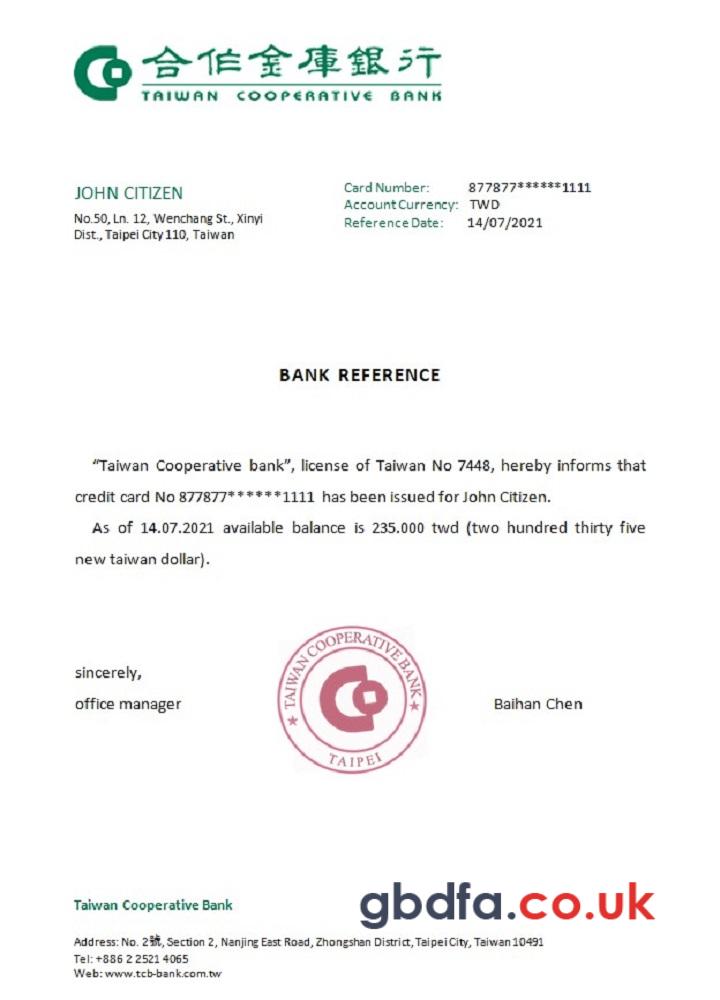 合作金庫銀行
TAIWAN COOPERATIVE BANK
JOHN CITIZEN
No.50, Ln. 12, Wenchang St., Xinyi
Dist., Taipei City 110, Taiwan
Card Number: 877877******1111
Account Currency: TWD
Reference Date: 14/07/2021
BANK REFERENCE
“Taiwan Cooperative bank”, license of Taiwan No 7448, hereby informs that
credit card No 877877******1111 has been issued for John Citizen.
As of 14.07.2021 available balance is 235.000 twd (two hundred thirty five
new taiwan dollar).
sincerely,
office manager
TAIWAN COOPERATIVE BANK
TAIPEI
Baihan Chen
Taiwan Cooperative Bank
gbdfa.co.uk
Address: No. 2號, Section 2, Nanjing East Road, Zhongshan District, Taipei City, Taiwan 10491
Tel: +886 2 2521 4065
Web: www.tcb-bank.com.tw